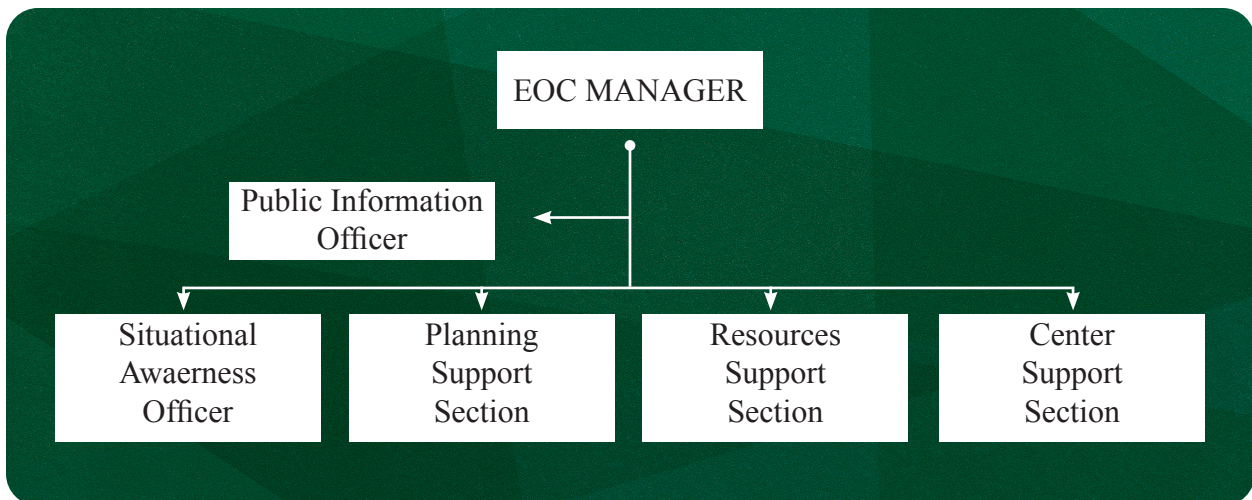 EOC MANAGER
Public Information
Officer
Situational
Awaerness
Officer
Planning
Support
Section
Resources
Support
Section
Center
Support
Section